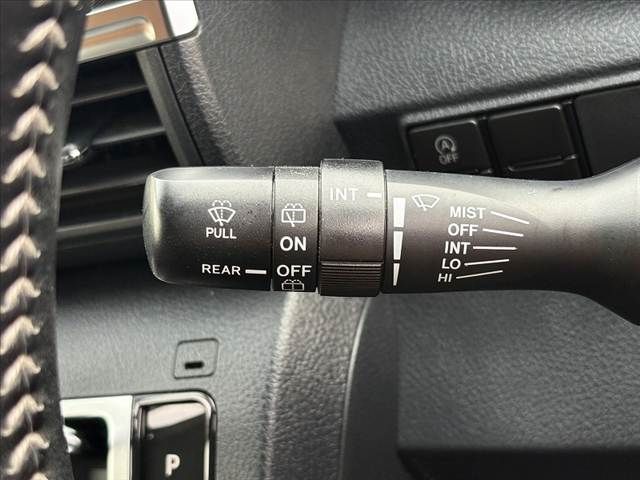 A
OFF
INT
MIST
OFF
INT
LO
HI
PULL
ON
REAR
OFF
P